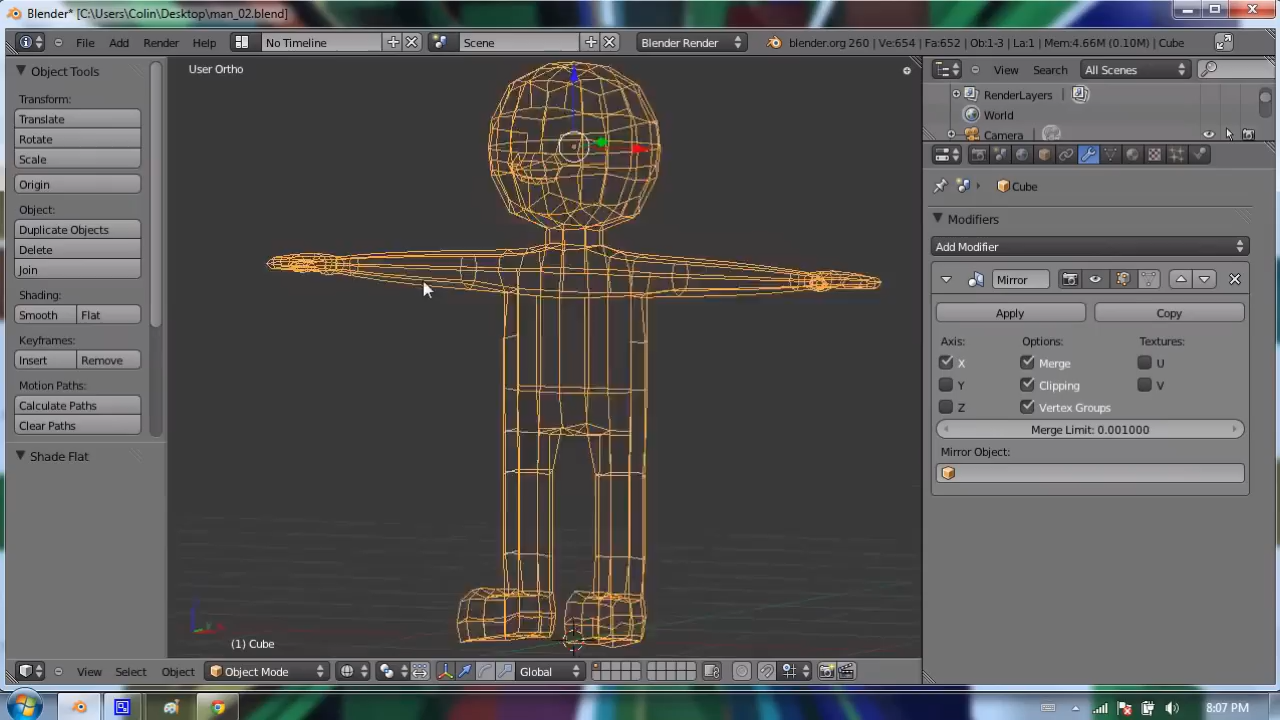 Blender* [C:\Users\Colin\Desktop\man_02.blend]
File Add Render Help No Timeline Scene Blender Render blender.org 260 | Ve:654 | Fa:652 | Ob:1-3 | La:1 | Mem:4.66M (0.10M) | Cube
Object Tools
Transform:
Translate
Rotate
Scale
Origin
Object:
Duplicate Objects
Delete
Join
Shading:
Smooth Flat
Keyframes:
Insert Remove
Motion Paths:
Calculate Paths
Clear Paths
Shade Flat
User Ortho
(1) Cube
View Select Object Object Mode Global
View Search All Scenes
RenderLayers
World
Camera
Cube
Modifiers
Add Modifier
Mirror
Apply Copy
Axis: Options: Textures:
X Merge U
Y Clipping V
Z Vertex Groups
Merge Limit: 0.001000
Mirror Object:
8:07 PM